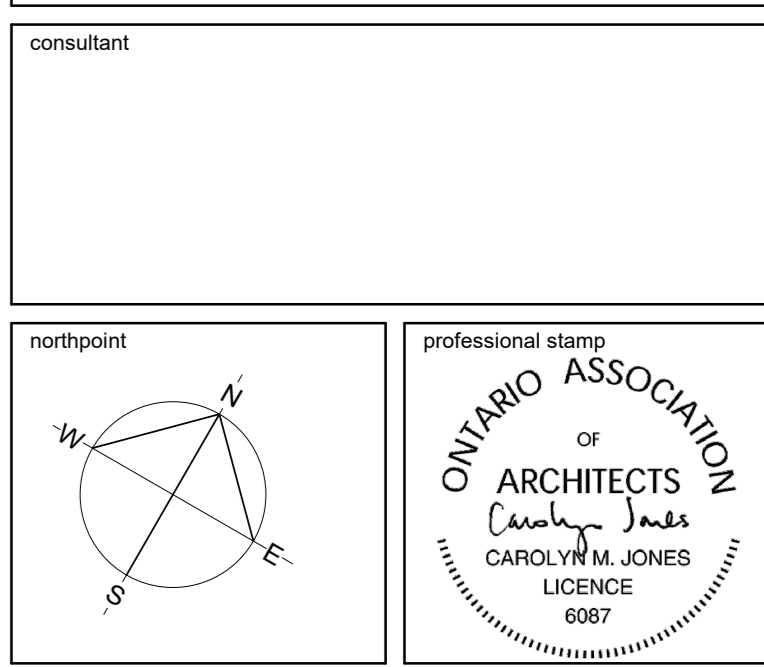 consultant
northpoint
N
W
E
S
professional stamp
ONTARIO ASSOCIATION
OF
ARCHITECTS
Carolyn Jones
CAROLYN M. JONES
LICENCE
6087